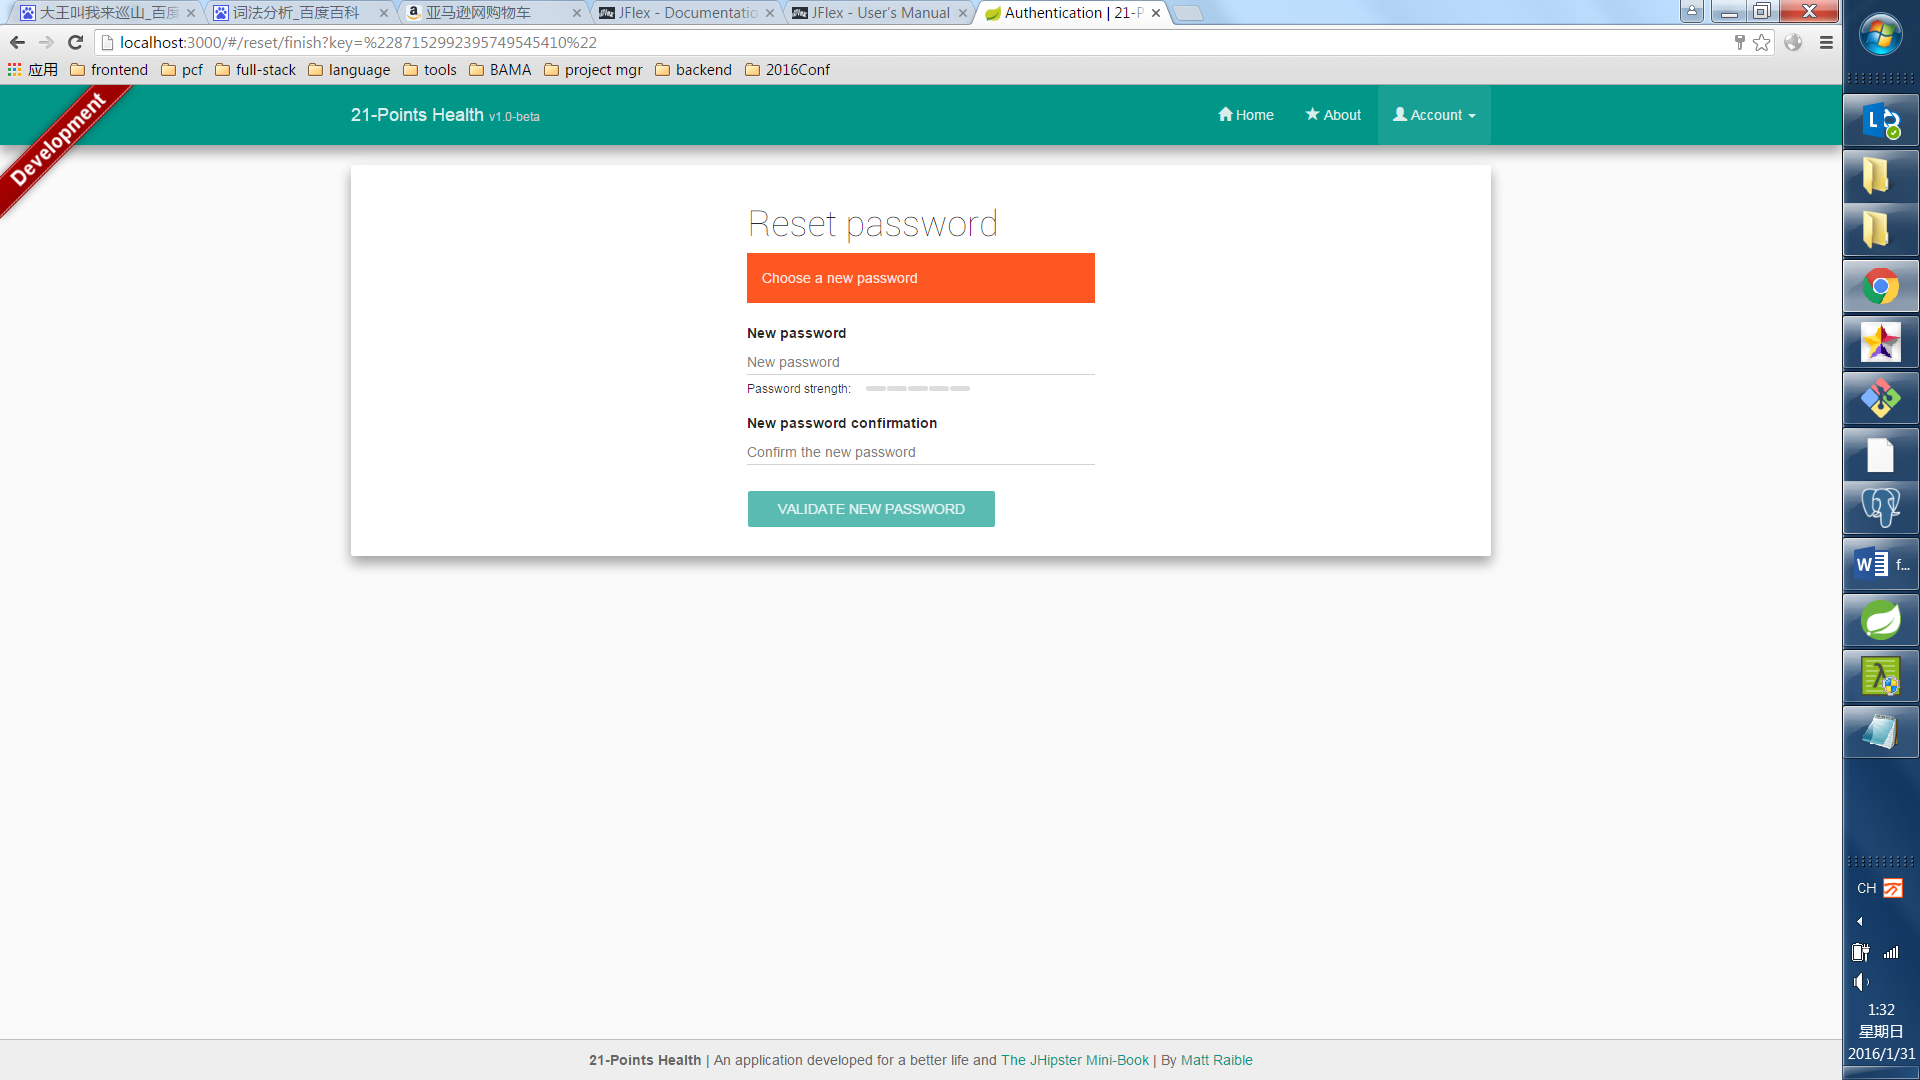 大王叫我来巡山_百度
词法分析_百度百科
亚马逊网购物车
JFlex - Documentatio
JFlex - User's Manual
Authentication | 21-P
localhost:3000/#/reset/finish?key=%2287152992395749545410%22
应用
frontend
pcf
full-stack
language
tools
BAMA
project mgr
backend
2016Conf
Development
21-Points Health v1.0-beta
Home
About
Account
Reset password
Choose a new password
New password
New password
Password strength:
New password confirmation
Confirm the new password
VALIDATE NEW PASSWORD
21-Points Health | An application developed for a better life and The JHipster Mini-Book | By Matt Raible
f...
CH
1:32
星期日
2016/1/31